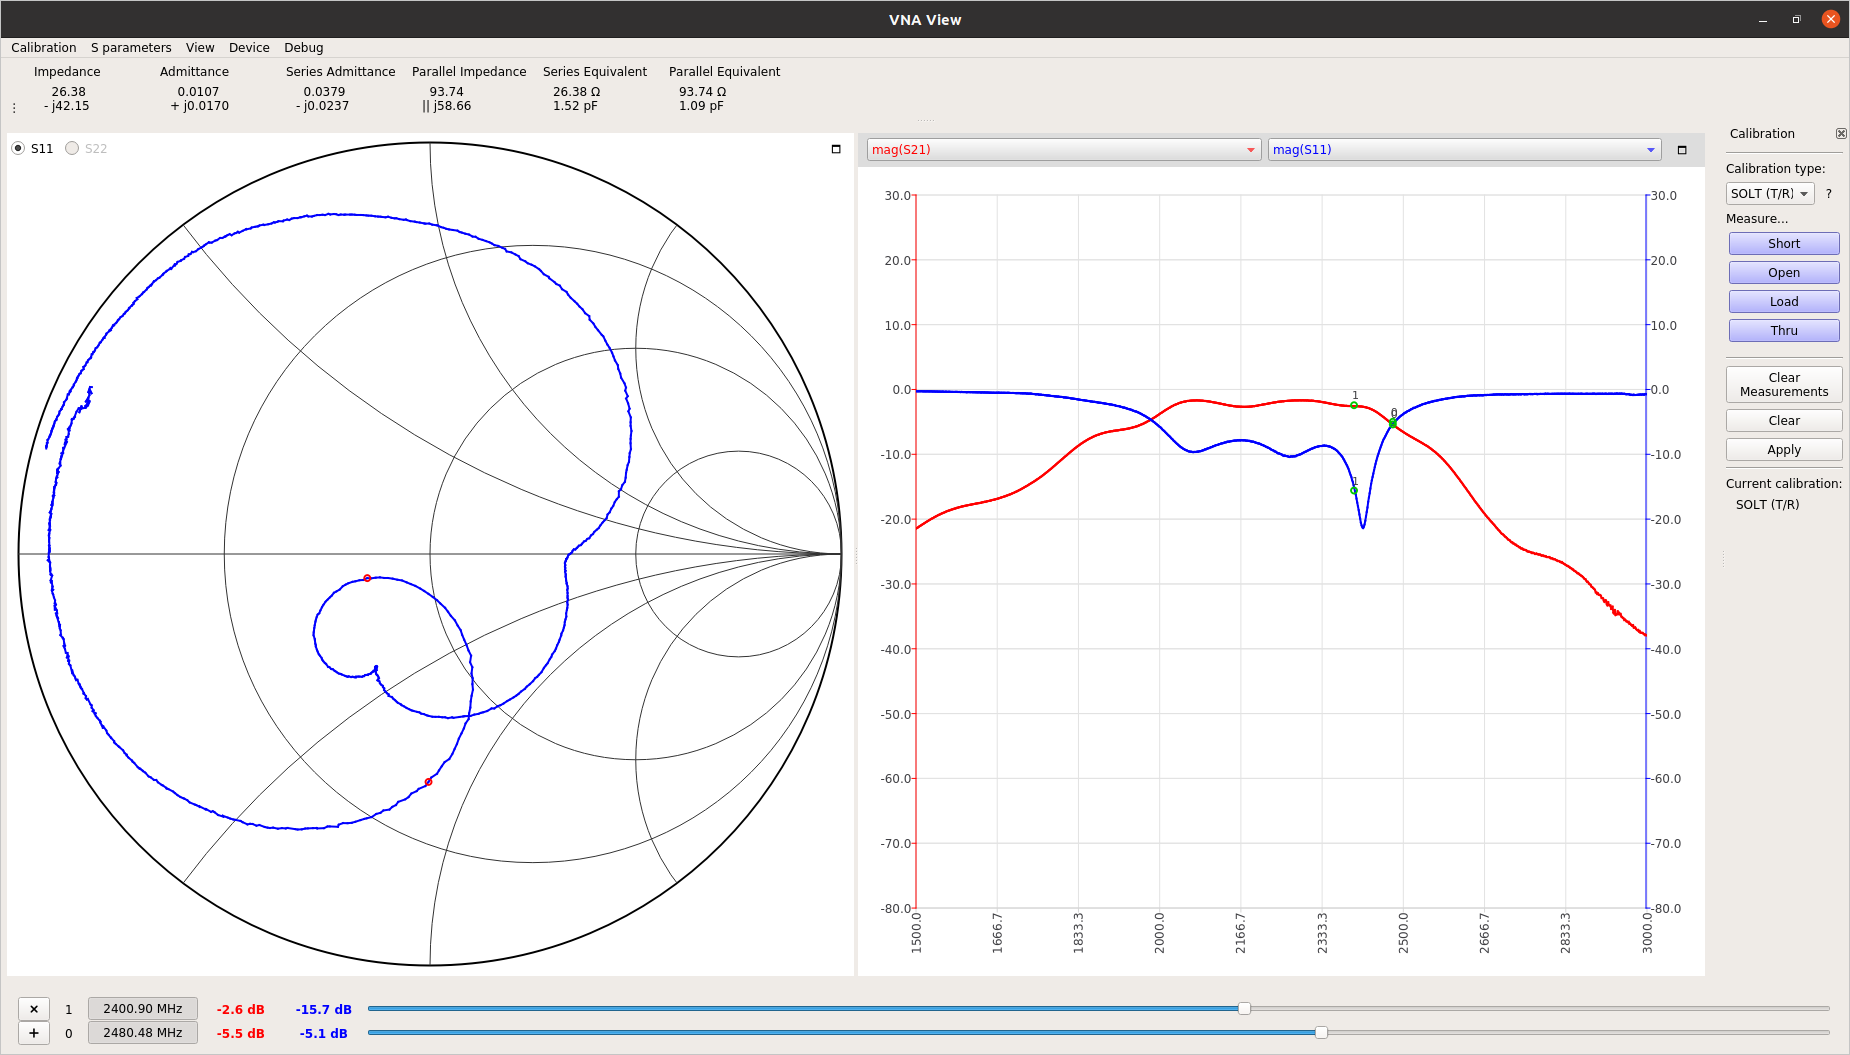 VNA View
Calibration S parameters View Device Debug
Impedance Admittance Series Admittance Parallel Impedance Series Equivalent Parallel Equivalent
26.38 0.0107 0.0379 93.74 26.38 Ω 93.74 Ω
- j42.15 + j0.0170 - j0.0237 || j58.66 1.52 pF 1.09 pF
S11 S22
mag(S21) mag(S11)
30.0 30.0
20.0 20.0
10.0 10.0
0.0 0.0
-10.0 -10.0
-20.0 -20.0
-30.0 -30.0
-40.0 -40.0
-50.0 -50.0
-60.0 -60.0
-70.0 -70.0
-80.0 -80.0
1
0
1
1500.0 1666.7 1833.3 2000.0 2166.7 2333.3 2500.0 2666.7 2833.3 3000.0
Calibration
Calibration type:
SOLT (T/R) ?
Measure...
Short
Open
Load
Thru
Clear
Measurements
Clear
Apply
Current calibration:
SOLT (T/R)
× 1 2400.90 MHz -2.6 dB -15.7 dB
+ 0 2480.48 MHz -5.5 dB -5.1 dB